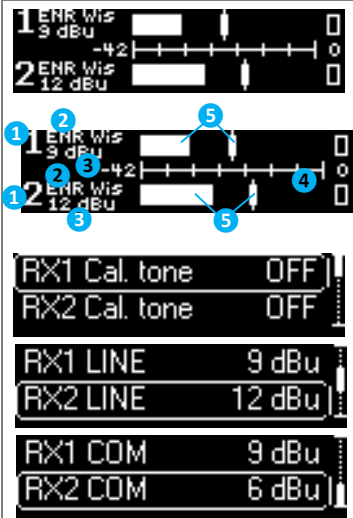 1 ENR Wis
9 dBu
-42 0
2 ENR Wis
12 dBu
2 5
1 1 ENR Wis
9 dBu
2 3 -42 4 0
1 2 ENR Wis
12 dBu
3 5
RX1 Cal. tone OFF
RX2 Cal. tone OFF
RX1 LINE 9 dBu
RX2 LINE 12 dBu
RX1 COM 9 dBu
RX2 COM 6 dBu